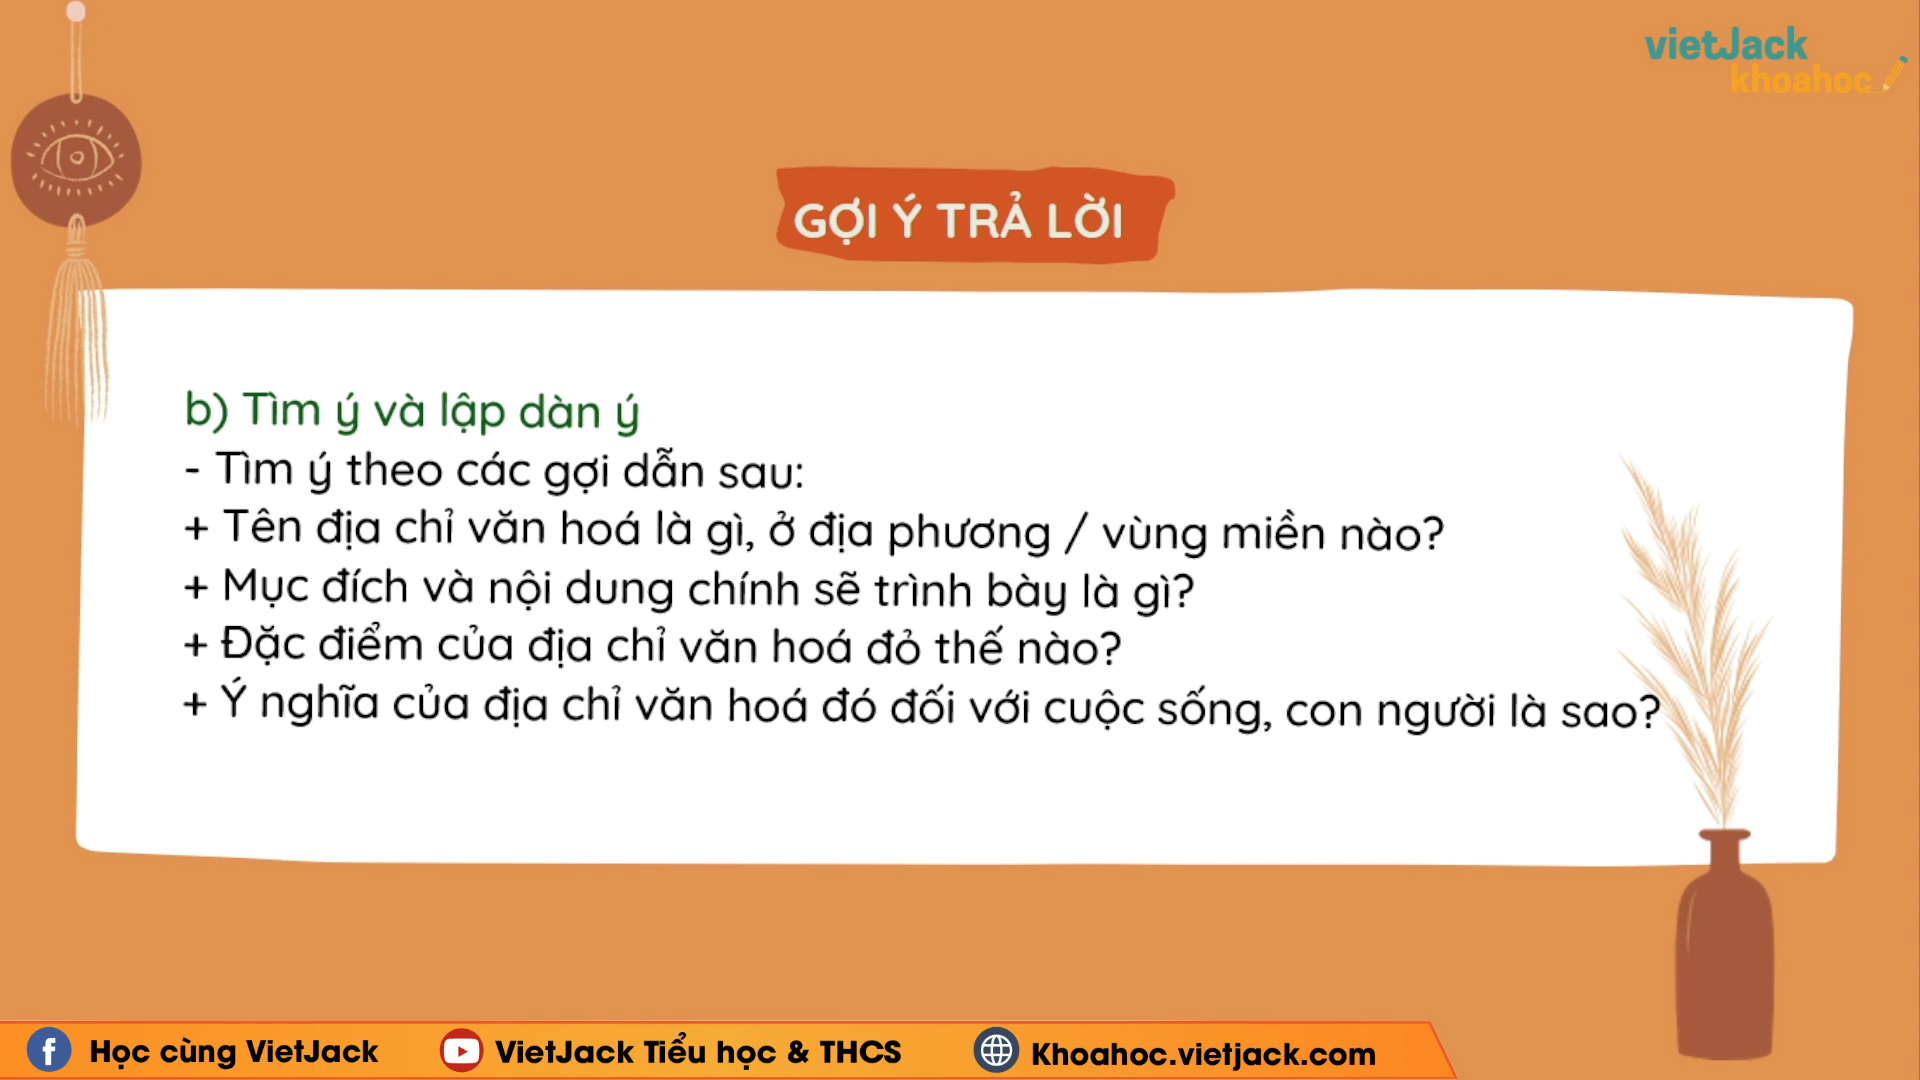 vietJack
khoahoc
GỢI Ý TRẢ LỜI
b) Tìm ý và lập dàn ý
- Tìm ý theo các gợi dẫn sau:
+ Tên địa chỉ văn hoá là gì, ở địa phương / vùng miền nào?
+ Mục đích và nội dung chính sẽ trình bày là gì?
+ Đặc điểm của địa chỉ văn hoá đỏ thế nào?
+ Ý nghĩa của địa chỉ văn hoá đó đối với cuộc sống, con người là sao?
Học cùng VietJack
VietJack Tiểu học & THCS
Khoahoc.vietjack.com